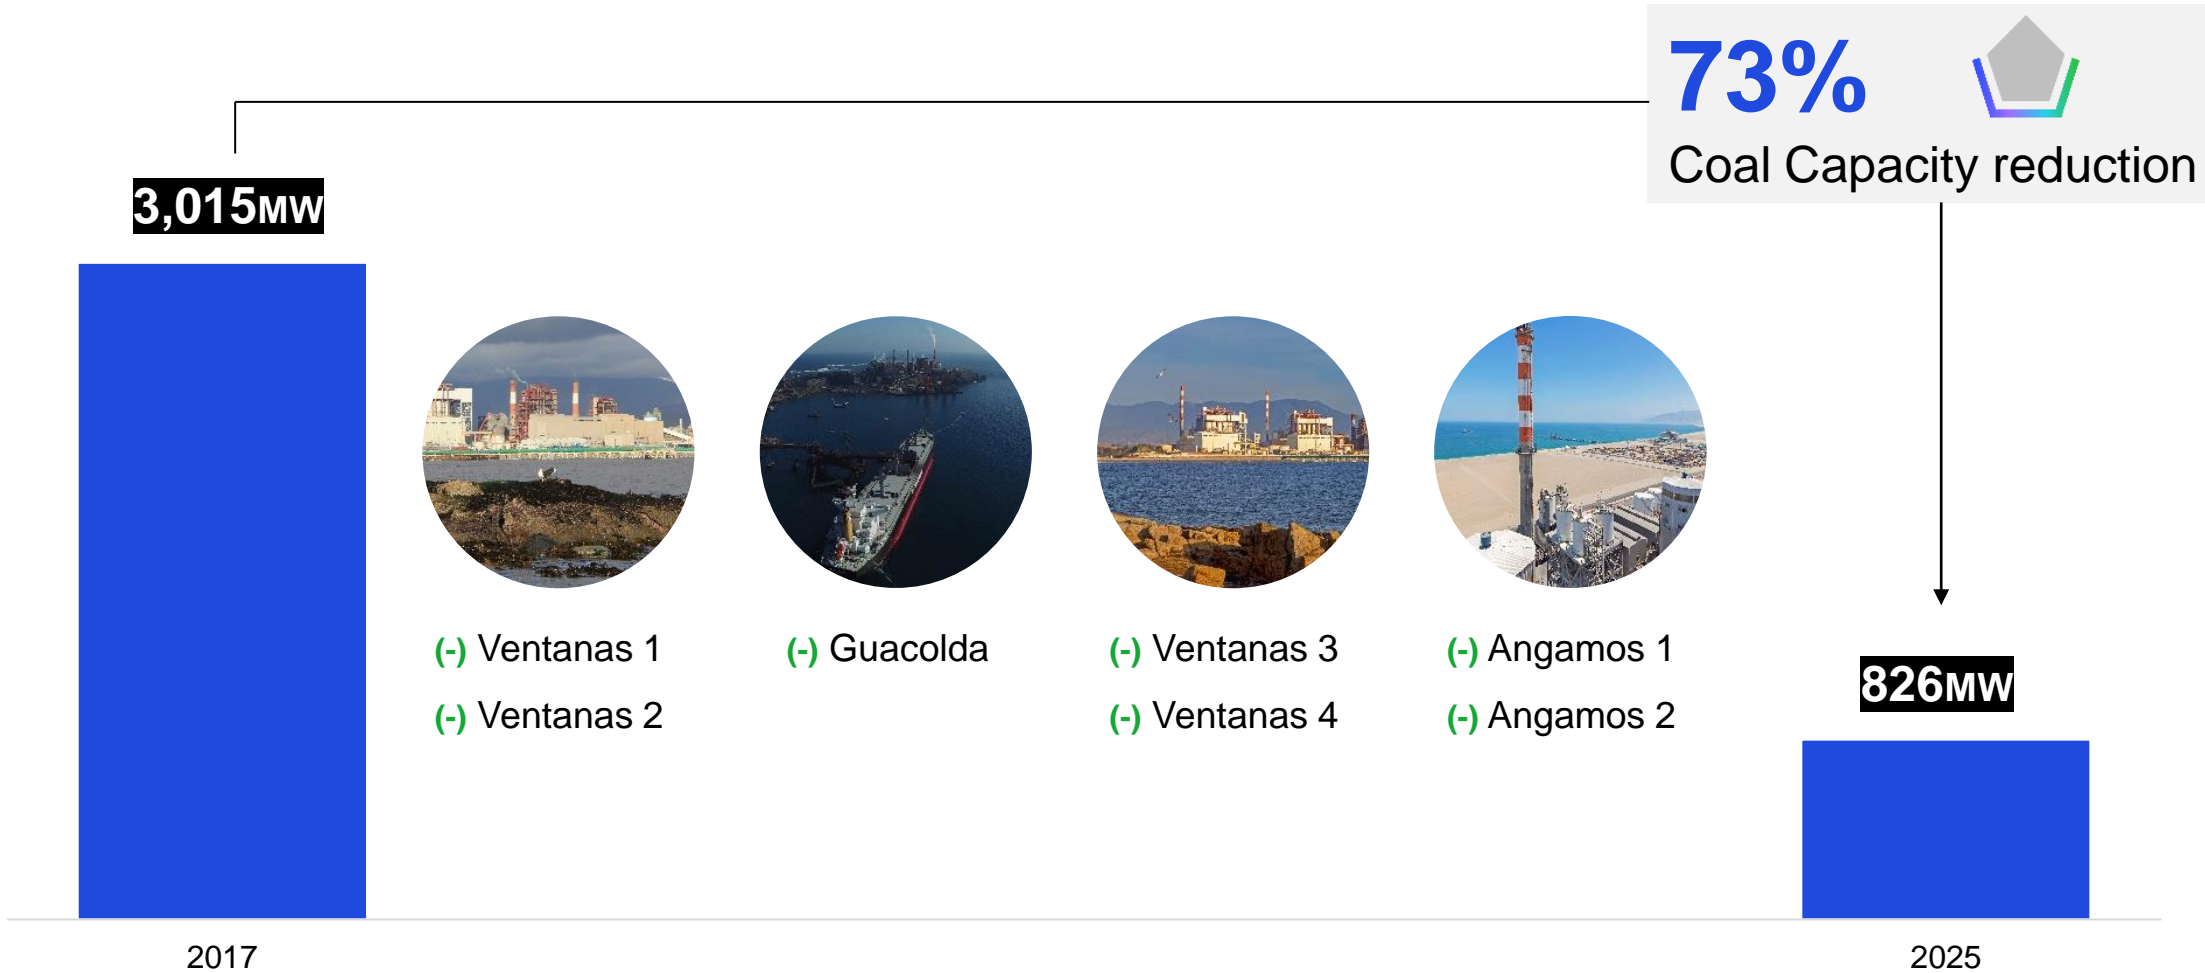 73%
Coal Capacity reduction
3,015MW
(-) Ventanas 1
(-) Ventanas 2
(-) Guacolda
(-) Ventanas 3
(-) Ventanas 4
(-) Angamos 1
(-) Angamos 2
826MW
2017
2025